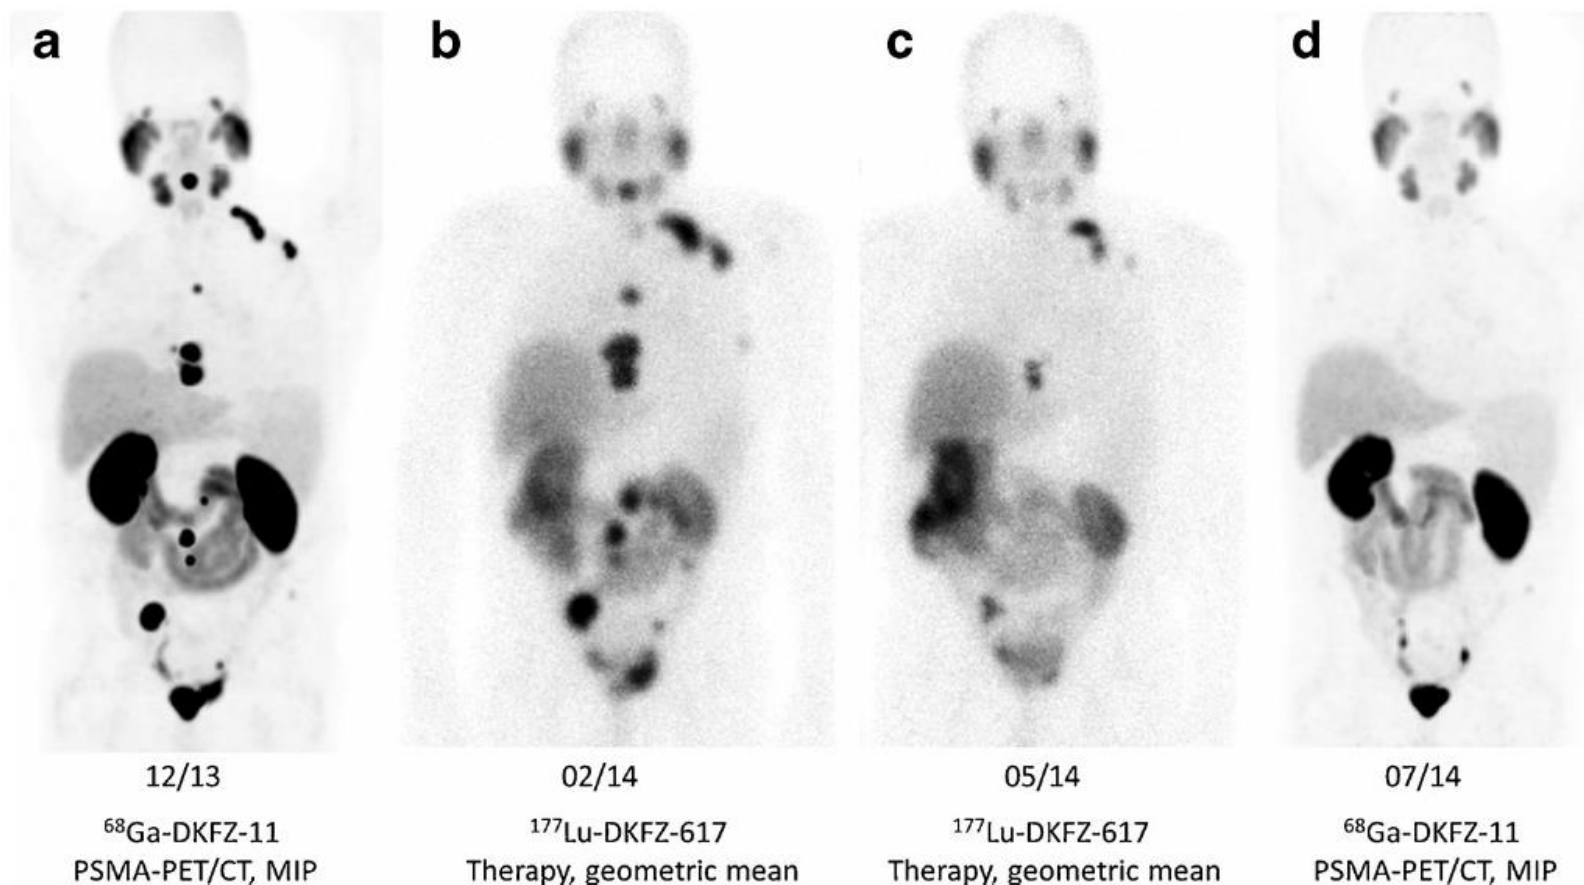 a
b
c
d
12/13
02/14
05/14
07/14
⁶⁸Ga-DKFZ-11
PSMA-PET/CT, MIP
¹⁷⁷Lu-DKFZ-617
Therapy, geometric mean
¹⁷⁷Lu-DKFZ-617
Therapy, geometric mean
⁶⁸Ga-DKFZ-11
PSMA-PET/CT, MIP